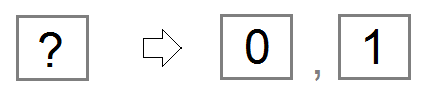 ? ⇨ 0 , 1